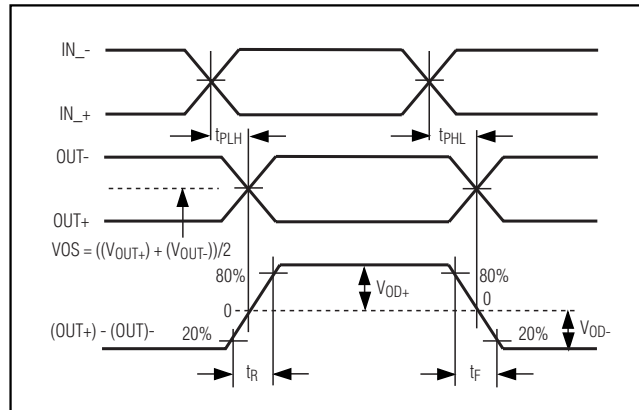 IN_-
IN_+
tPLH
tPHL
OUT-
OUT+
VOS = ((VOUT+) + (VOUT-))/2
80%
80%
VOD+
0
0
(OUT+) - (OUT)-
20%
20%
VOD-
tR
tF